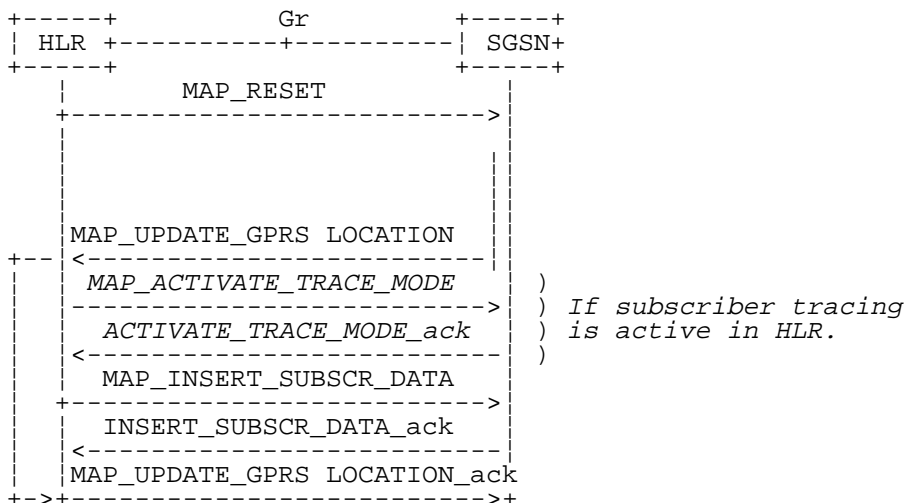 Gr
HLR SGSN
MAP_RESET
MAP_UPDATE_GPRS LOCATION
MAP_ACTIVATE_TRACE_MODE )
) If subscriber tracing
ACTIVATE_TRACE_MODE_ack ) is active in HLR.
)
MAP_INSERT_SUBSCR_DATA
INSERT_SUBSCR_DATA_ack
MAP_UPDATE_GPRS LOCATION_ack